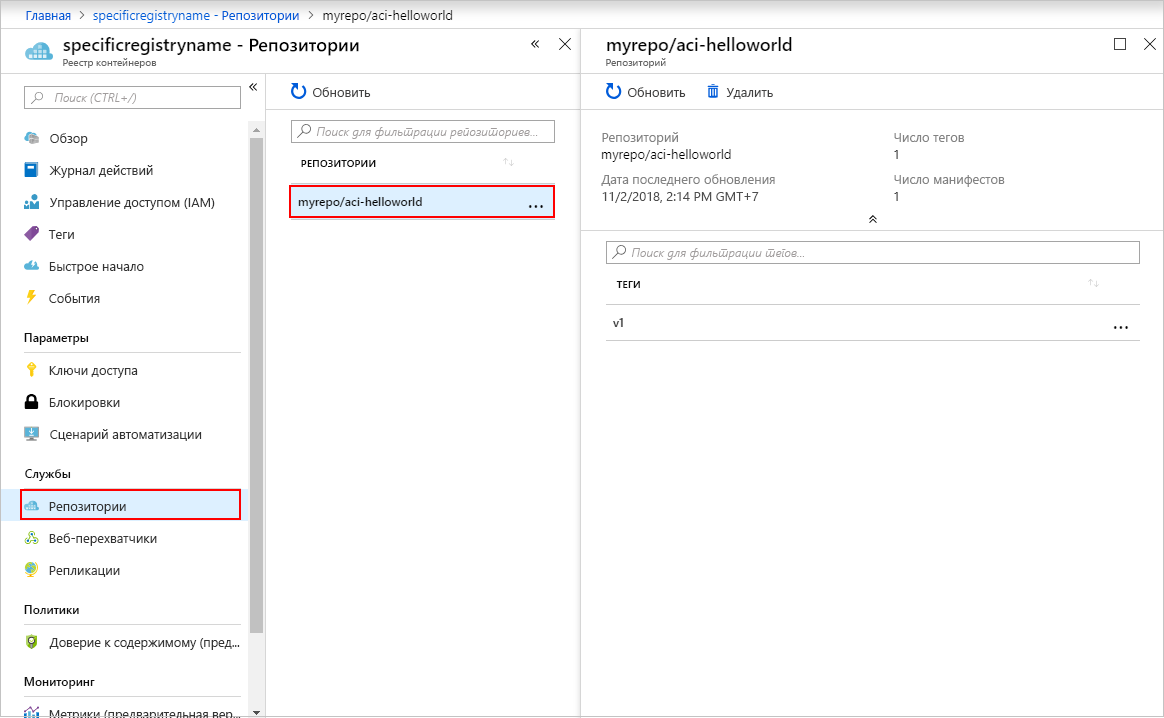 Главная > specificregistryname - Репозитории > myrepo/aci-helloworld
specificregistryname - Репозитории
Реестр контейнеров
Поиск (CTRL+/)
Обзор
Журнал действий
Управление доступом (IAM)
Теги
Быстрое начало
События
Параметры
Ключи доступа
Блокировки
Сценарий автоматизации
Службы
Репозитории
Веб-перехватчики
Репликации
Политики
Доверие к содержимому (пред...
Мониторинг
Метрики (предварительная вер...
Обновить
Поиск для фильтрации репозиториев...
РЕПОЗИТОРИИ
myrepo/aci-helloworld ...
myrepo/aci-helloworld
Репозиторий
Обновить Удалить
Репозиторий
myrepo/aci-helloworld
Число тегов
1
Дата последнего обновления
11/2/2018, 2:14 PM GMT+7
Число манифестов
1
Поиск для фильтрации тегов...
ТЕГИ
v1 ...